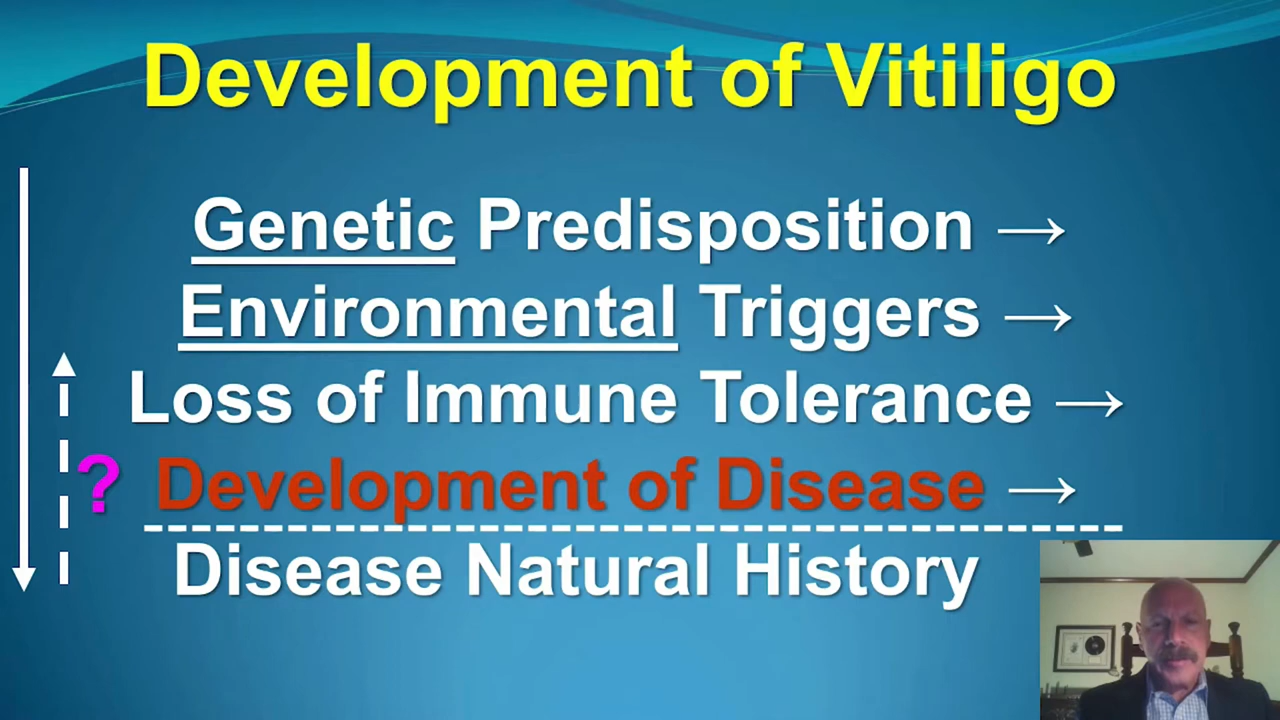 Development of Vitiligo
Genetic Predisposition →
Environmental Triggers →
Loss of Immune Tolerance →
? Development of Disease →
Disease Natural History